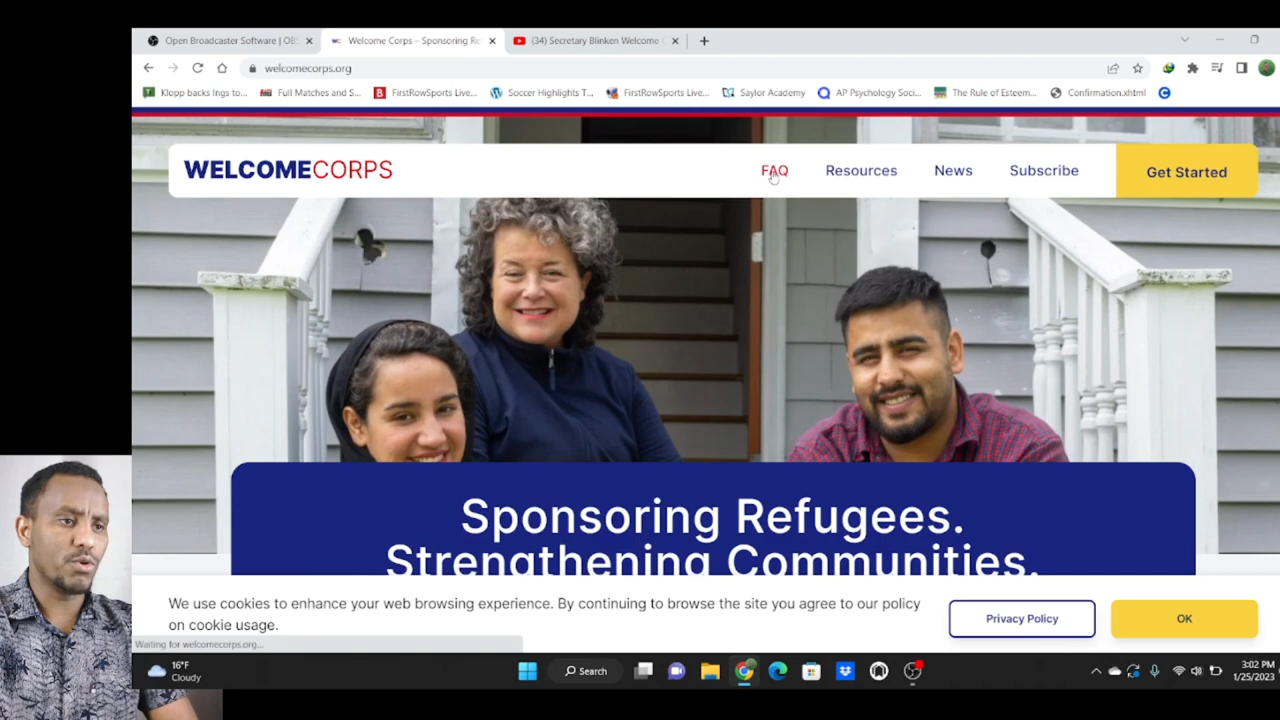 Open Broadcaster Software | OBS
Welcome Corps – Sponsoring Re
(34) Secretary Blinken Welcome
welcomecorps.org
Klopp backs Ings to...
Full Matches and S...
FirstRowSports Live...
Soccer Highlights T...
FirstRowSports Live...
Saylor Academy
AP Psychology Soci...
The Rule of Esteem...
Confirmation.xhtml
WELCOMECORPS
FAQ
Resources
News
Subscribe
Get Started
Sponsoring Refugees.
Strengthening Communities.
We use cookies to enhance your web browsing experience. By continuing to browse the site you agree to our policy
on cookie usage.
Privacy Policy
OK
Waiting for welcomecorps.org...
16°F
Cloudy
Search
3:02 PM
1/25/2023